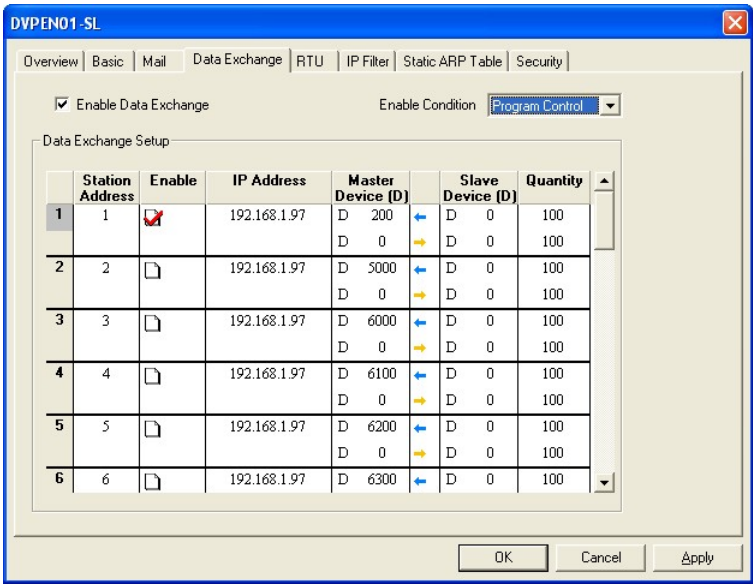 DVPEN01-SL
Overview Basic Mail Data Exchange RTU IP Filter Static ARP Table Security
Enable Data Exchange Enable Condition Program Control
Data Exchange Setup
Station Address Enable IP Address Master Device (D) Slave Device (D) Quantity
1 1 192.168.1.97 D 200 D 0 100
D 0 D 0 100
2 2 192.168.1.97 D 5000 D 0 100
D 0 D 0 100
3 3 192.168.1.97 D 6000 D 0 100
D 0 D 0 100
4 4 192.168.1.97 D 6100 D 0 100
D 0 D 0 100
5 5 192.168.1.97 D 6200 D 0 100
D 0 D 0 100
6 6 192.168.1.97 D 6300 D 0 100
OK Cancel Apply